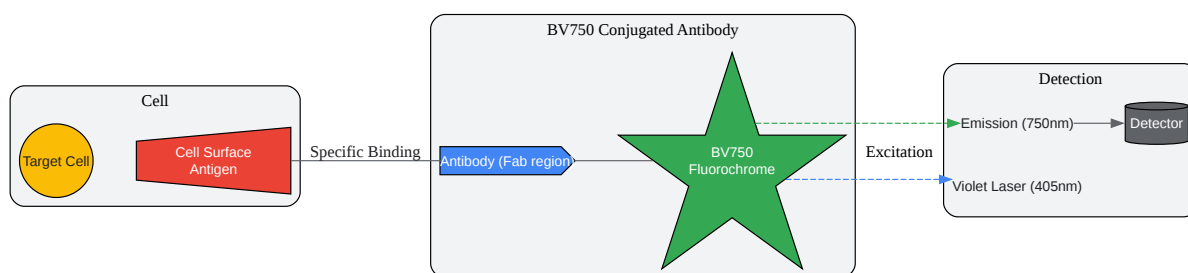 Cell
Target Cell
Cell Surface
Antigen
Specific Binding
BV750 Conjugated Antibody
Antibody (Fab region)
BV750
Fluorochrome
Excitation
Detection
Emission (750nm)
Detector
Violet Laser (405nm)